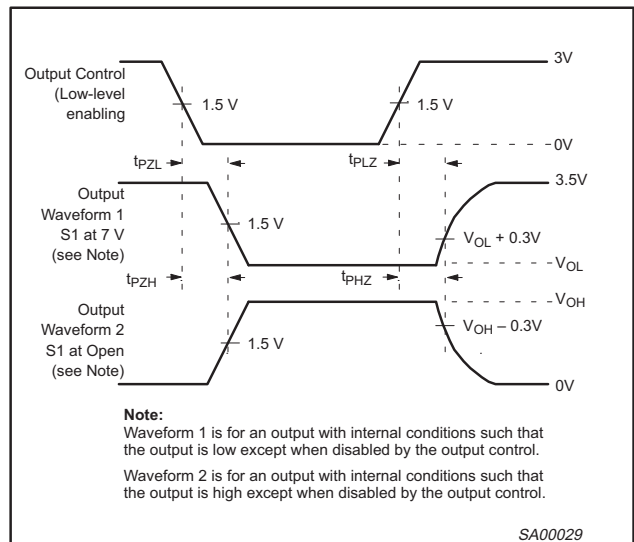 3V
Output Control
(Low-level
enabling
1.5 V
1.5 V
0V
tPZL
tPLZ
3.5V
Output
Waveform 1
S1 at 7 V
(see Note)
1.5 V
VOL + 0.3V
VOL
tPZH
tPHZ
VOH
Output
Waveform 2
S1 at Open
(see Note)
1.5 V
VOH – 0.3V
0V
Note:
Waveform 1 is for an output with internal conditions such that
the output is low except when disabled by the output control.
Waveform 2 is for an output with internal conditions such that
the output is high except when disabled by the output control.
SA00029